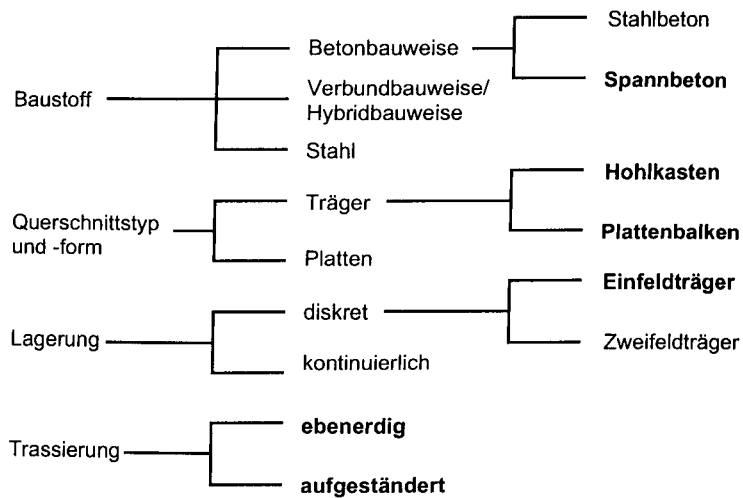 Baustoff
Betonbauweise
Stahlbeton
Spannbeton
Verbundbauweise/
Hybridbauweise
Stahl
Querschnittstyp
und -form
Träger
Hohlkasten
Plattenbalken
Platten
Lagerung
diskret
Einfeldträger
Zweifeldträger
kontinuierlich
Trassierung
ebenerdig
aufgeständert